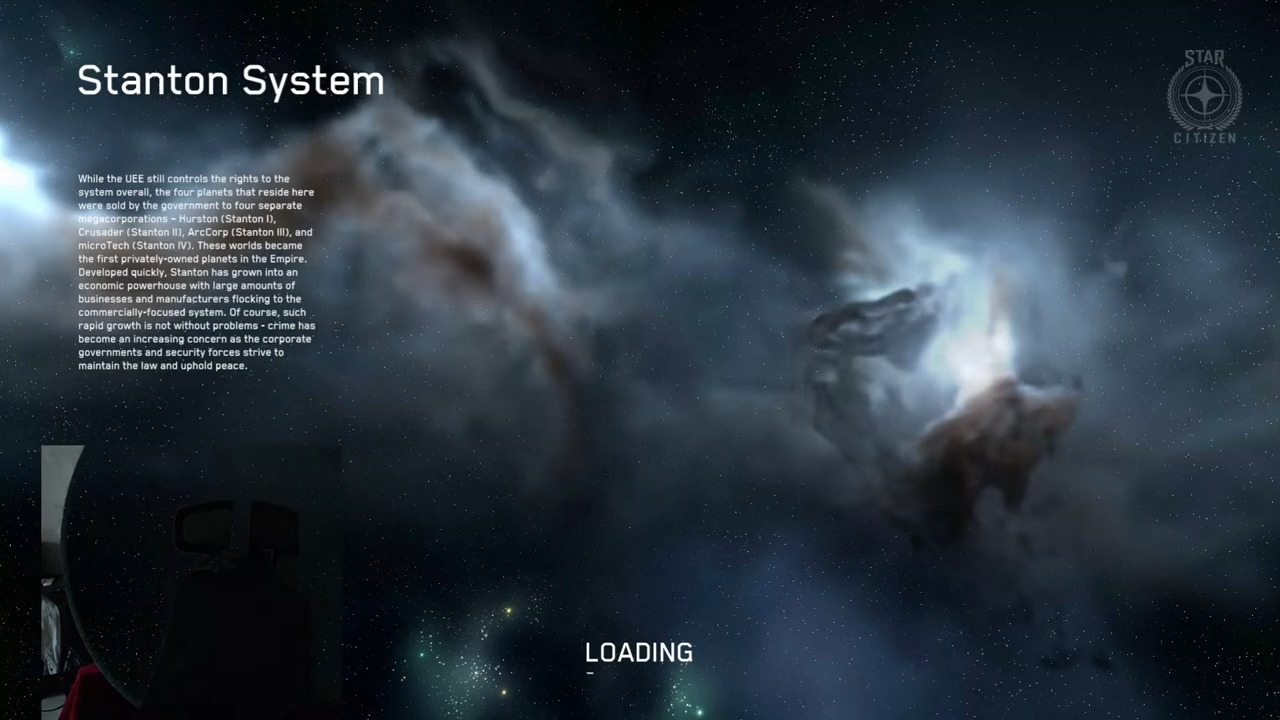 Stanton System
STAR
CITIZEN
While the UEE still controls the rights to the
system overall, the four planets that reside here
were sold by the government to four separate
megacorporations – Hurston (Stanton I),
Crusader (Stanton II), ArcCorp (Stanton III), and
microTech (Stanton IV). These worlds became
the first privately-owned planets in the Empire.
Developed quickly, Stanton has grown into an
economic powerhouse with large amounts of
businesses and manufacturers flocking to the
commercially-focused system. Of course, such
rapid growth is not without problems - crime has
become an increasing concern as the corporate
governments and security forces strive to
maintain the law and uphold peace.
LOADING